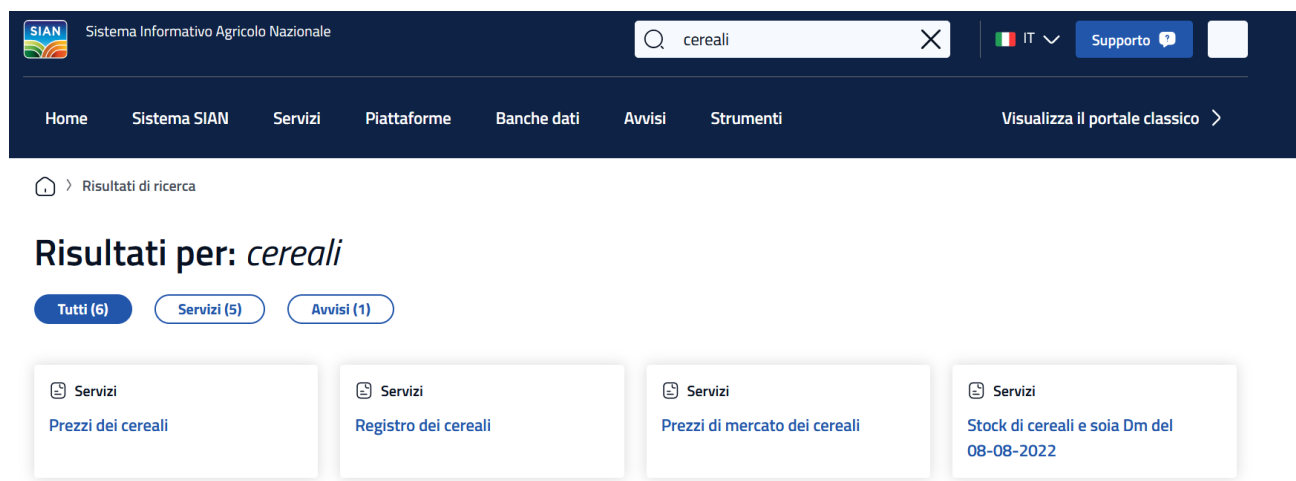 SIAN
Sistema Informativo Agricolo Nazionale
cereali
IT
Supporto
?
Home Sistema SIAN Servizi Piattaforme Banche dati Avvisi Strumenti Visualizza il portale classico
Risultati di ricerca
Risultati per: cereali
Tutti (6) Servizi (5) Avvisi (1)
Servizi
Prezzi dei cereali
Servizi
Registro dei cereali
Servizi
Prezzi di mercato dei cereali
Servizi
Stock di cereali e soia Dm del
08-08-2022